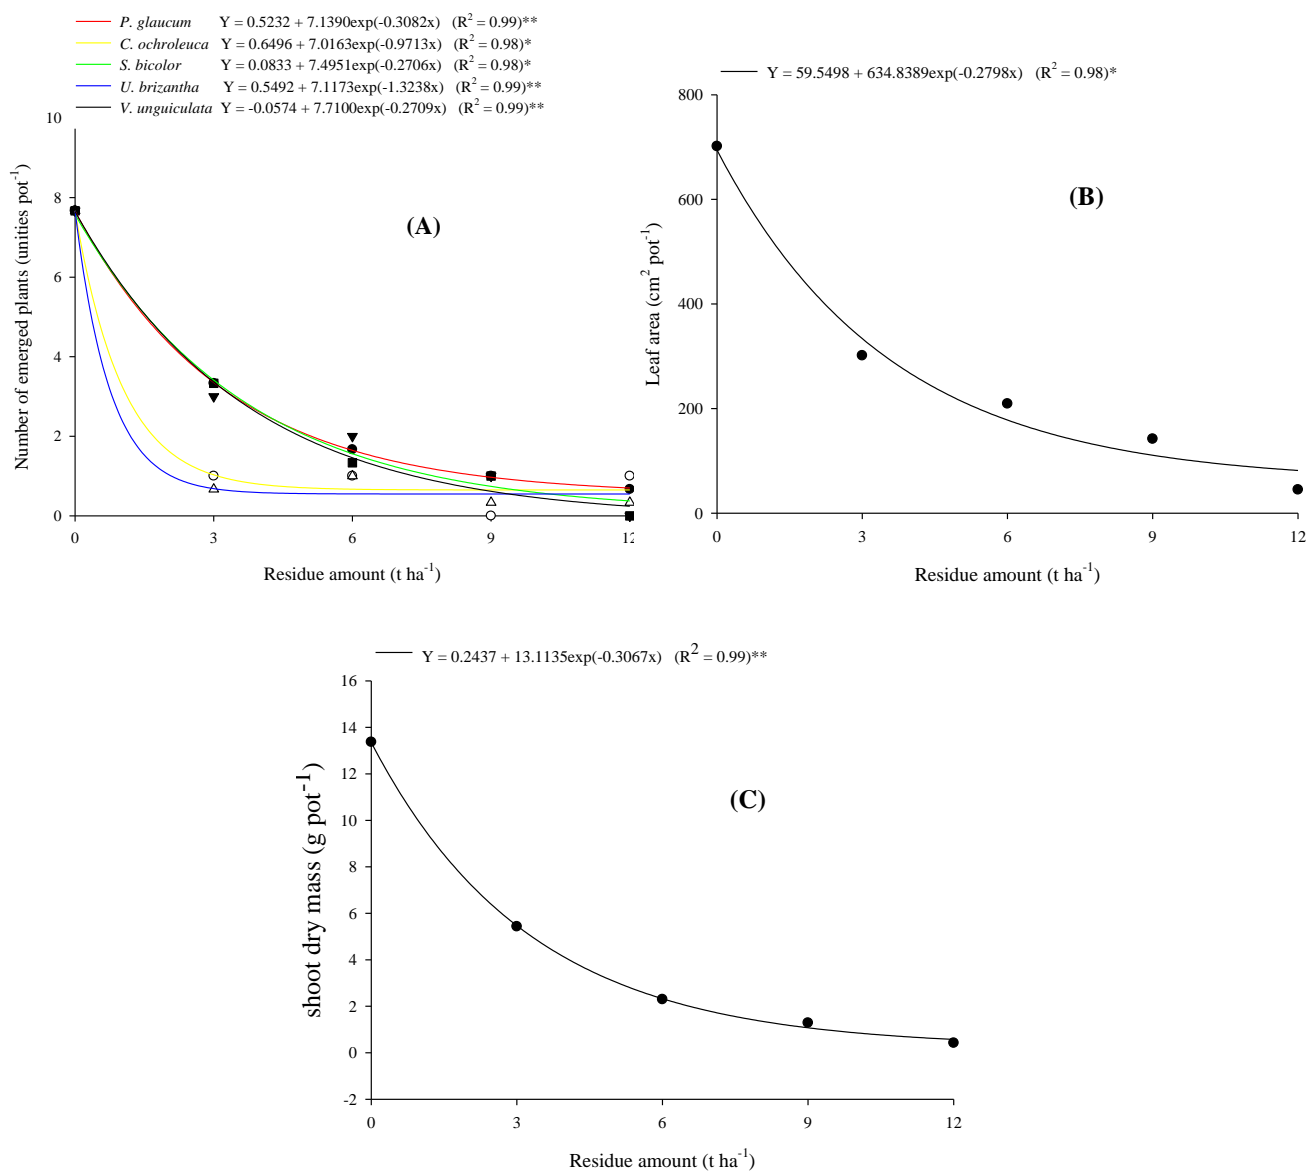 P. glaucum Y = 0.5232 + 7.1390exp(-0.3082x) (R² = 0.99)**
C. ochroleuca Y = 0.6496 + 7.0163exp(-0.9713x) (R² = 0.98)*
S. bicolor Y = 0.0833 + 7.4951exp(-0.2706x) (R² = 0.98)*
U. brizantha Y = 0.5492 + 7.1173exp(-1.3238x) (R² = 0.99)**
V. unguiculata Y = -0.0574 + 7.7100exp(-0.2709x) (R² = 0.99)**
10
8
6
4
2
0
Number of emerged plants (unities pot⁻¹)
(A)
0 3 6 9 12
Residue amount (t ha⁻¹)
Y = 59.5498 + 634.8389exp(-0.2798x) (R² = 0.98)*
800
600
400
200
0
Leaf area (cm² pot⁻¹)
(B)
0 3 6 9 12
Residue amount (t ha⁻¹)
Y = 0.2437 + 13.1135exp(-0.3067x) (R² = 0.99)**
16
14
12
10
8
6
4
2
0
-2
shoot dry mass (g pot⁻¹)
(C)
0 3 6 9 12
Residue amount (t ha⁻¹)